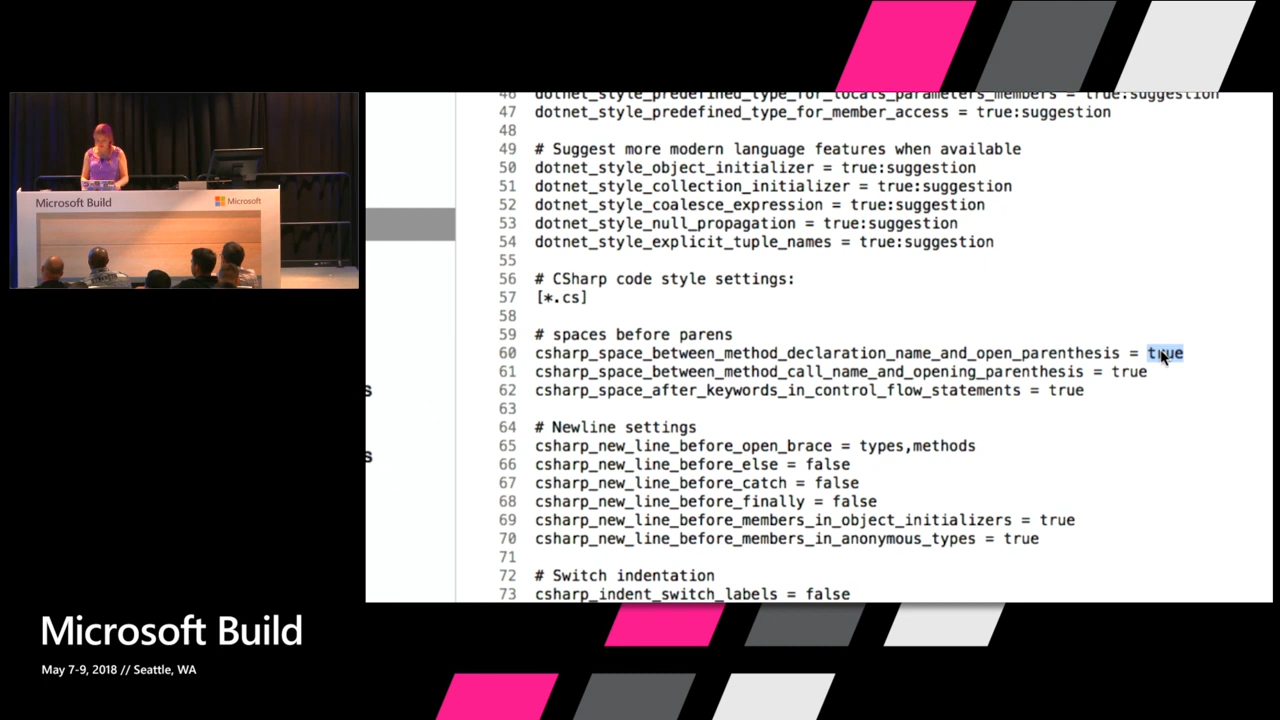 46 dotnet_style_predefined_type_for_locals_parameters_members = true:suggestion
47 dotnet_style_predefined_type_for_member_access = true:suggestion
48
49 # Suggest more modern language features when available
50 dotnet_style_object_initializer = true:suggestion
51 dotnet_style_collection_initializer = true:suggestion
52 dotnet_style_coalesce_expression = true:suggestion
53 dotnet_style_null_propagation = true:suggestion
54 dotnet_style_explicit_tuple_names = true:suggestion
55
56 # CSharp code style settings:
57 [*.cs]
58
59 # spaces before parens
60 csharp_space_between_method_declaration_name_and_open_parenthesis = true
61 csharp_space_between_method_call_name_and_opening_parenthesis = true
62 csharp_space_after_keywords_in_control_flow_statements = true
63
64 # Newline settings
65 csharp_new_line_before_open_brace = types,methods
66 csharp_new_line_before_else = false
67 csharp_new_line_before_catch = false
68 csharp_new_line_before_finally = false
69 csharp_new_line_before_members_in_object_initializers = true
70 csharp_new_line_before_members_in_anonymous_types = true
71
72 # Switch indentation
73 csharp_indent_switch_labels = false
s
s
Microsoft Build
Microsoft
Microsoft Build
May 7-9, 2018 // Seattle, WA